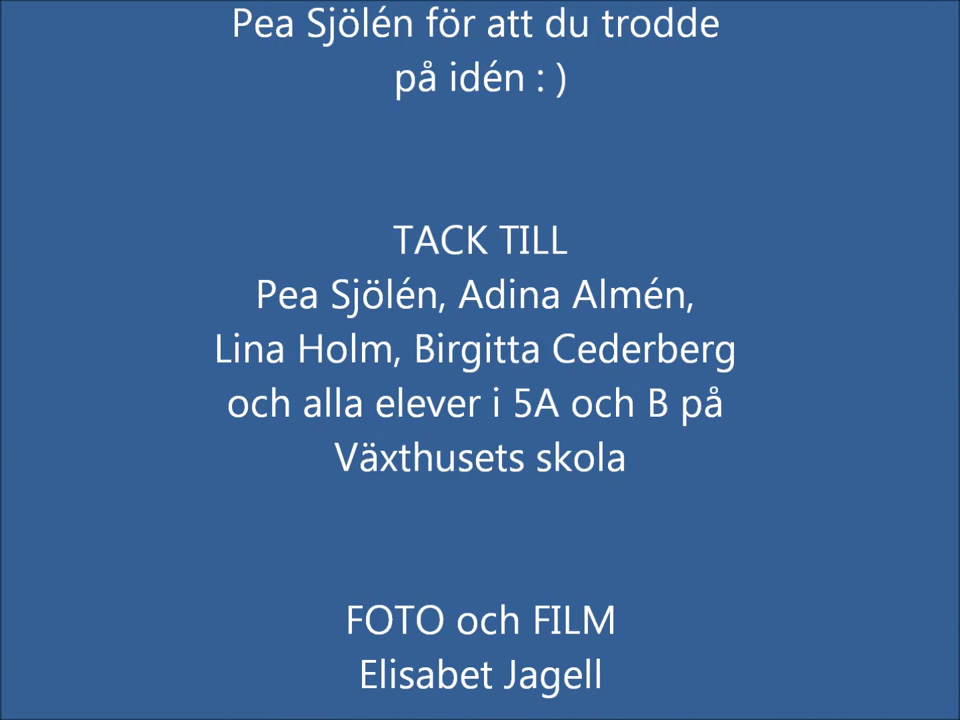 Pea Sjölén för att du trodde
på idén : )
TACK TILL
Pea Sjölén, Adina Almén,
Lina Holm, Birgitta Cederberg
och alla elever i 5A och B på
Växthusets skola
FOTO och FILM
Elisabet Jagell